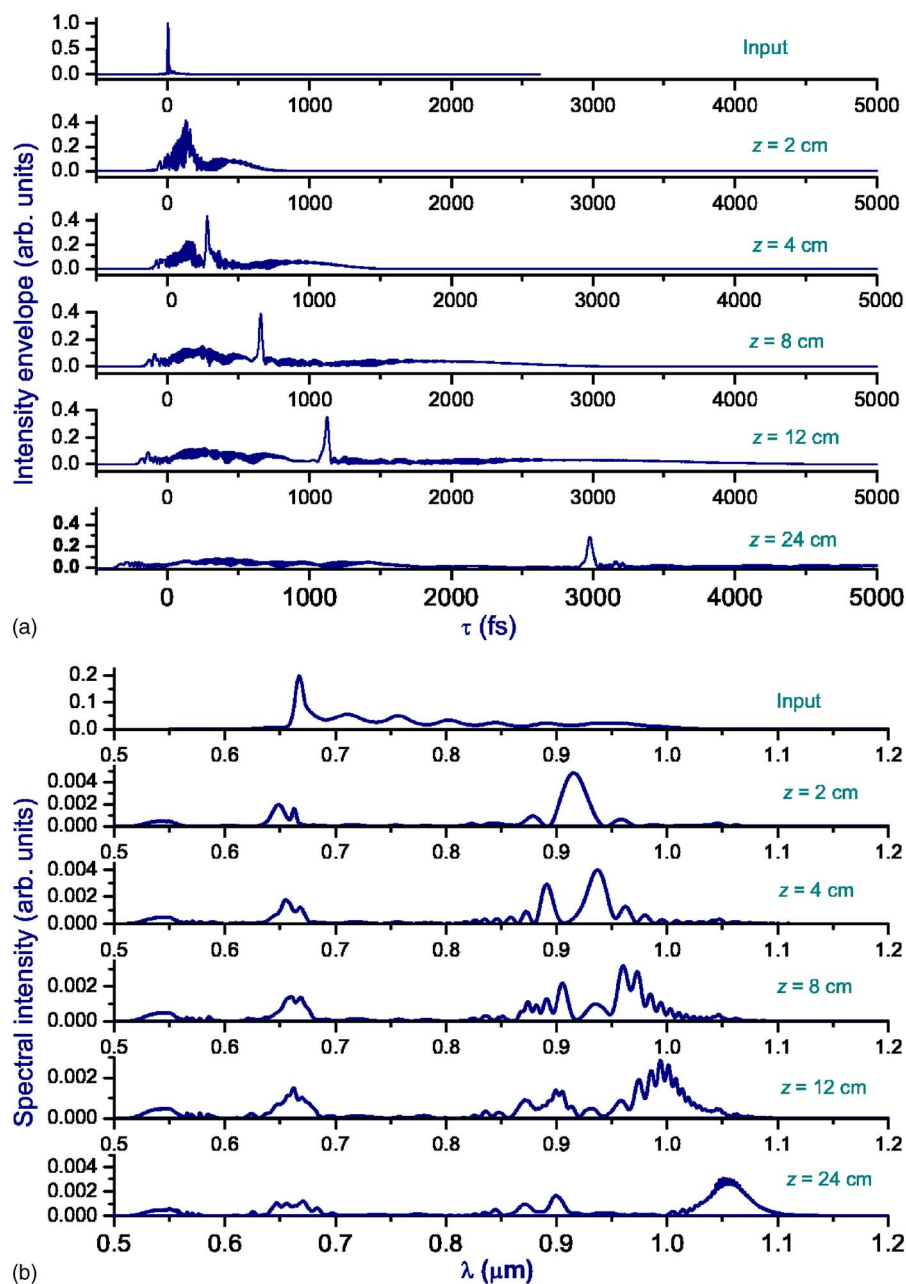 Intensity envelope (arb. units)
1.0
0.5
0.0
Input
0 1000 2000 3000 4000 5000
0.4
0.2
0.0
z = 2 cm
0 1000 2000 3000 4000 5000
0.4
0.2
0.0
z = 4 cm
0 1000 2000 3000 4000 5000
0.4
0.2
0.0
z = 8 cm
0 1000 2000 3000 4000 5000
0.4
0.2
0.0
z = 12 cm
0 1000 2000 3000 4000 5000
0.4
0.2
0.0
z = 24 cm
0 1000 2000 3000 4000 5000
(a)
τ (fs)
Spectral intensity (arb. units)
0.2
0.1
0.0
Input
0.5 0.6 0.7 0.8 0.9 1.0 1.1 1.2
0.004
0.002
0.000
z = 2 cm
0.5 0.6 0.7 0.8 0.9 1.0 1.1 1.2
0.004
0.002
0.000
z = 4 cm
0.5 0.6 0.7 0.8 0.9 1.0 1.1 1.2
0.002
0.000
z = 8 cm
0.5 0.6 0.7 0.8 0.9 1.0 1.1 1.2
0.002
0.000
z = 12 cm
0.5 0.6 0.7 0.8 0.9 1.0 1.1 1.2
0.004
0.002
0.000
z = 24 cm
0.5 0.6 0.7 0.8 0.9 1.0 1.1 1.2
(b)
λ (μm)